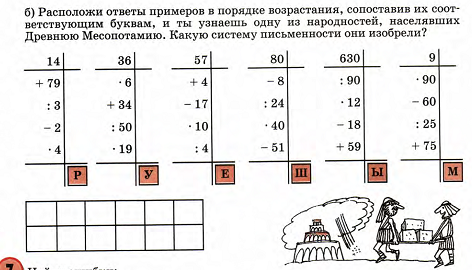 б) Расположи ответы примеров в порядке возрастания, сопоставив их соот-
ветствующим буквам, и ты узнаешь одну из народностей, населявших
Древнюю Месопотамию. Какую систему письменности они изобрели?
14 36 57 80 630 9
+ 79 · 6 + 4 − 8 : 90 · 90
: 3 + 34 − 17 : 24 · 12 − 60
− 2 : 50 · 10 · 40 − 18 : 25
· 4 · 19 : 4 − 51 + 59 + 75
Р У Е Ш Ы М
7